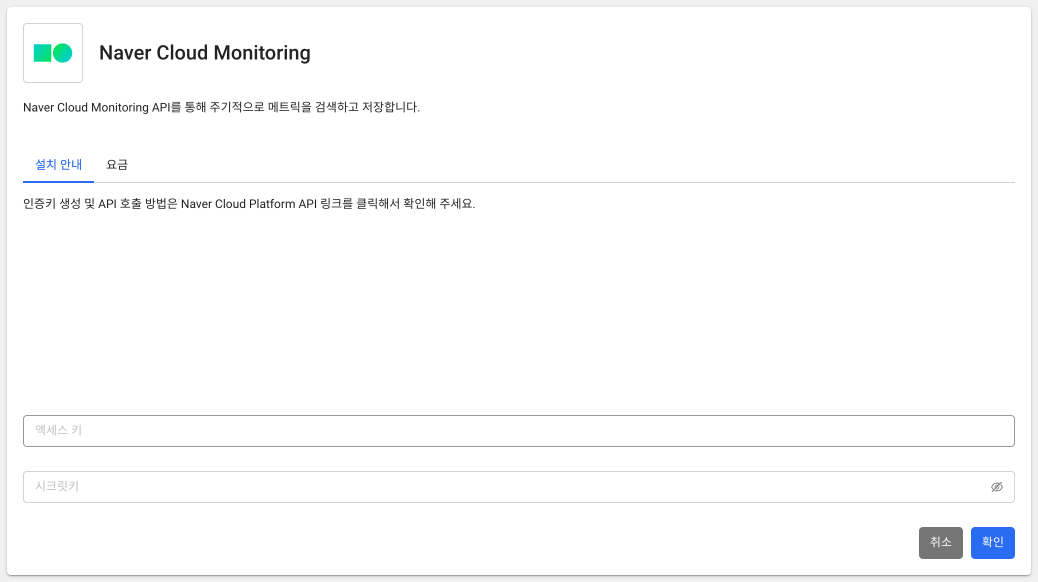 Naver Cloud Monitoring
Naver Cloud Monitoring API를 통해 주기적으로 메트릭을 검색하고 저장합니다.
설치 안내
요금
인증키 생성 및 API 호출 방법은 Naver Cloud Platform API 링크를 클릭해서 확인해 주세요.
액세스 키
시크릿키
취소
확인